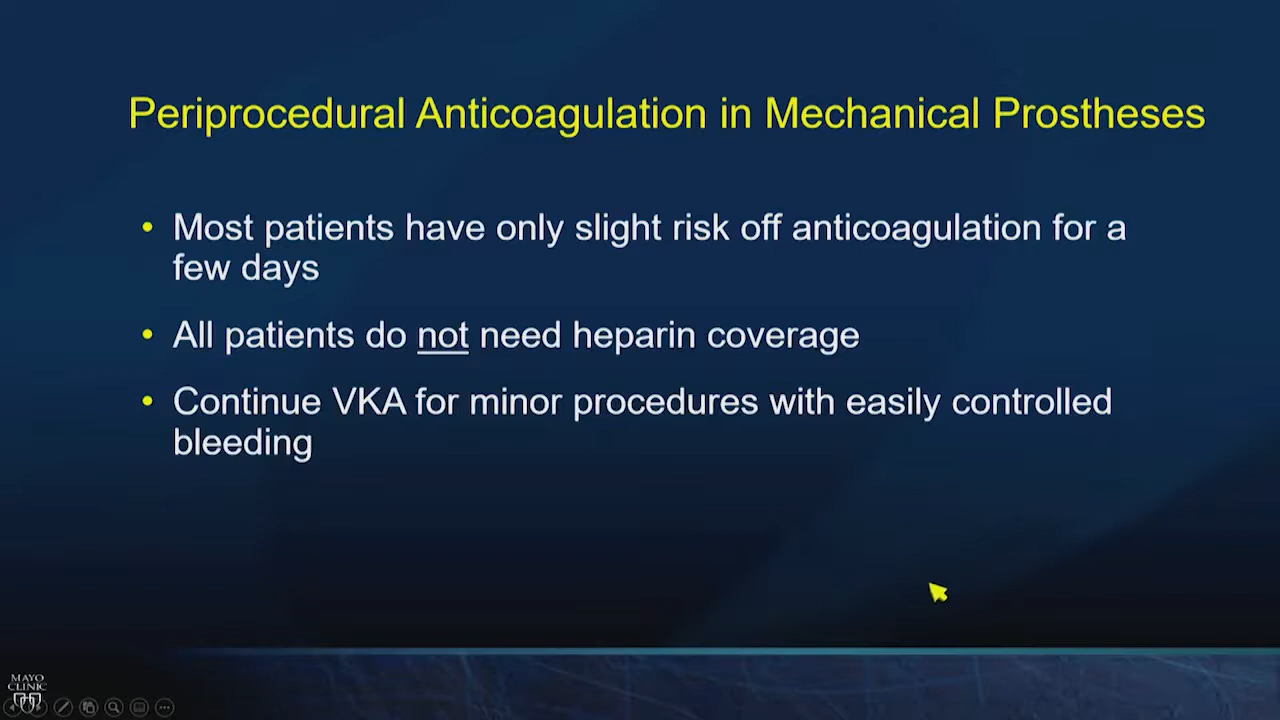 Periprocedural Anticoagulation in Mechanical Prostheses
• Most patients have only slight risk off anticoagulation for a
few days
• All patients do not need heparin coverage
• Continue VKA for minor procedures with easily controlled
bleeding
MAYO
CLINIC